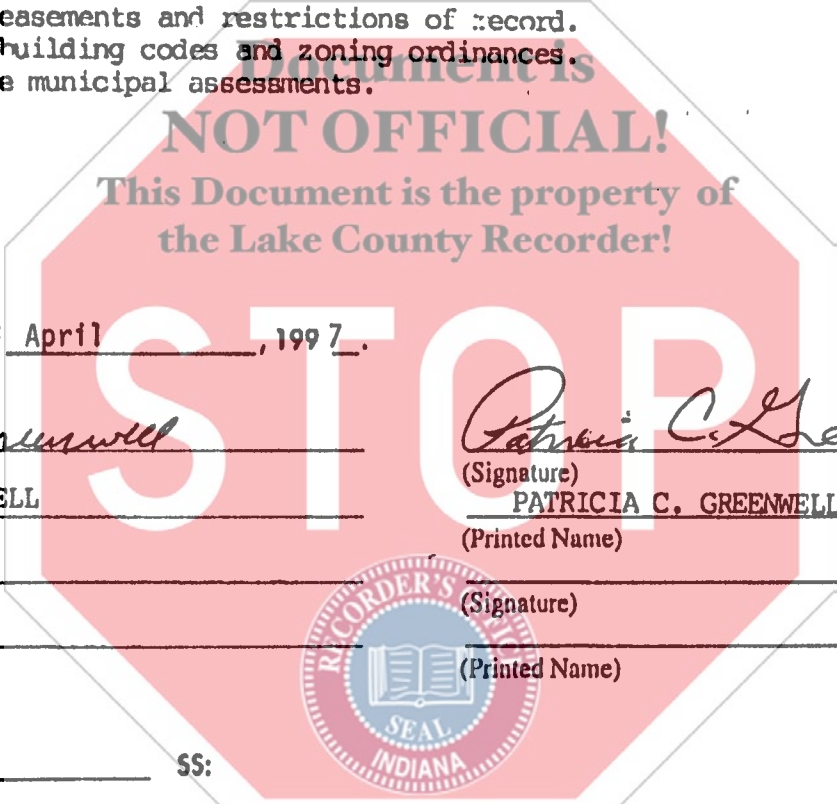 easements and restrictions of record.
building codes and zoning ordinances.
e municipal assessments.
Document is
NOT OFFICIAL!
This Document is the property of
the Lake County Recorder!
April , 1997.
STOP
Patricia C. 
(Signature)
ELL
PATRICIA C. GREENWELL
(Printed Name)
(Signature)
(Printed Name)
RECORDER'S OFFICE
SEAL
INDIANA
SS: